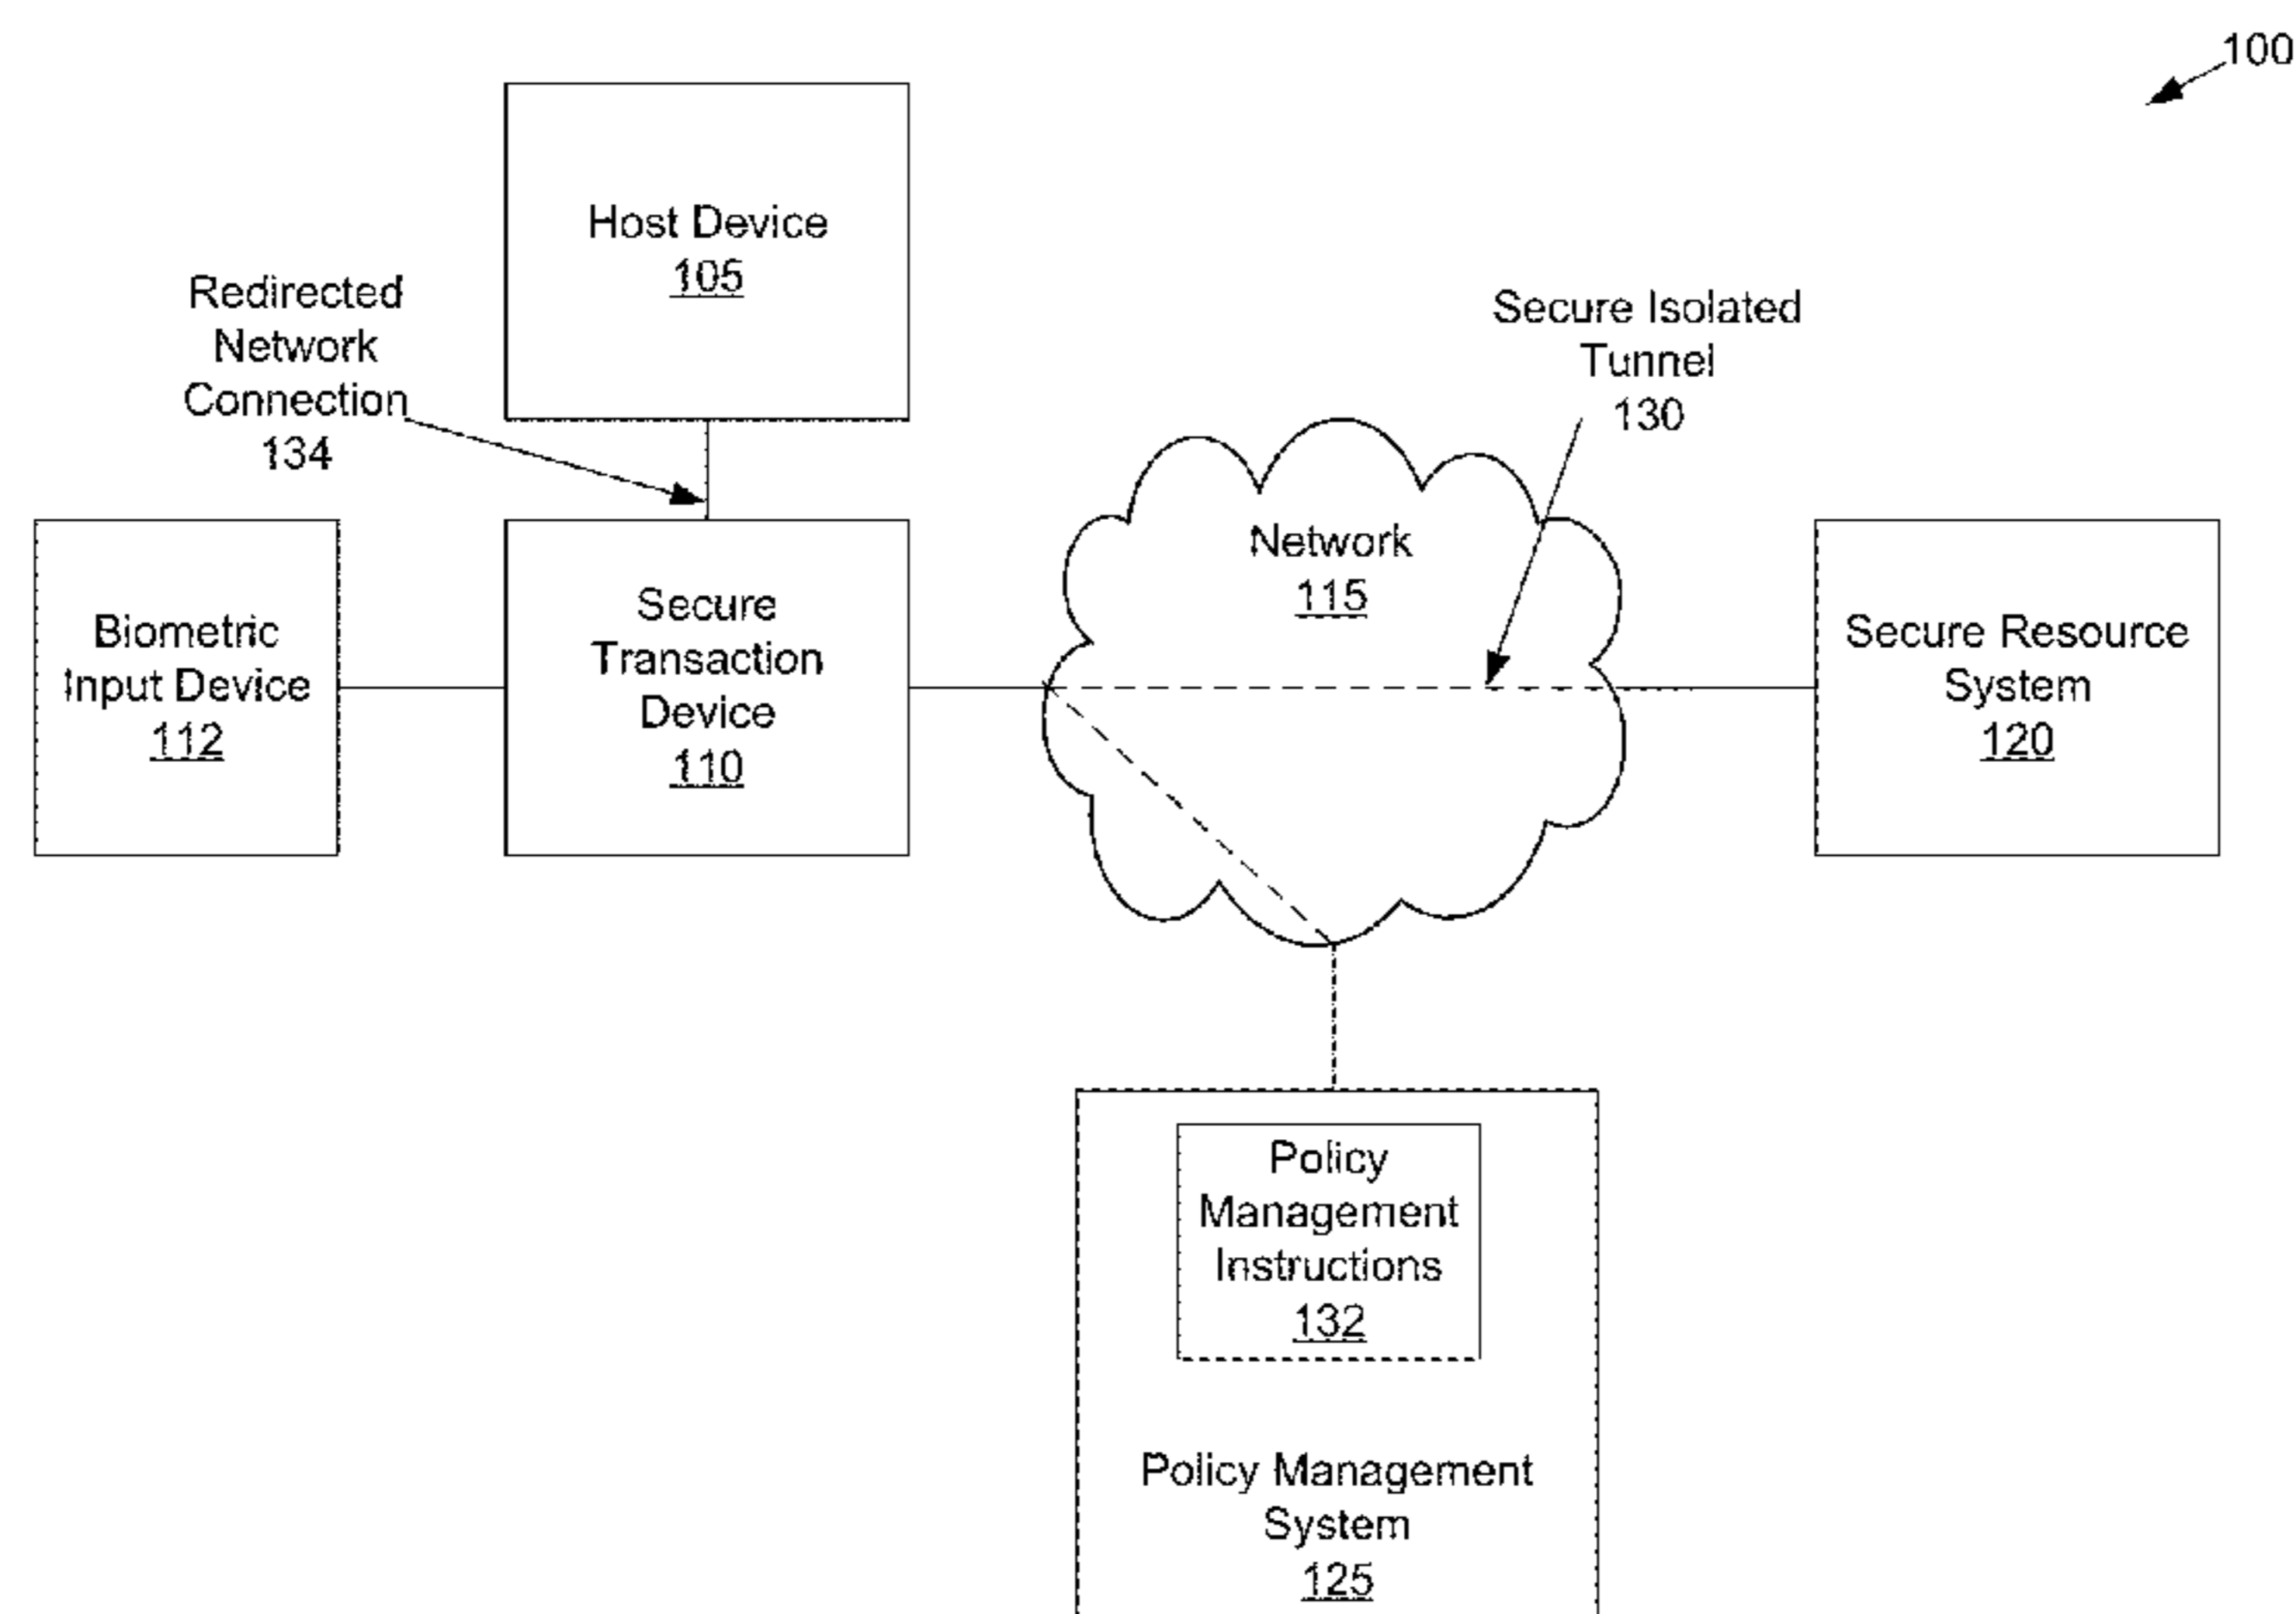 100
Host Device
105
Redirected
Network
Connection
134
Secure Isolated
Tunnel
130
Network
115
Biometric
Input Device
112
Secure
Transaction
Device
110
Secure Resource
System
120
Policy
Management
Instructions
132
Policy Management
System
125